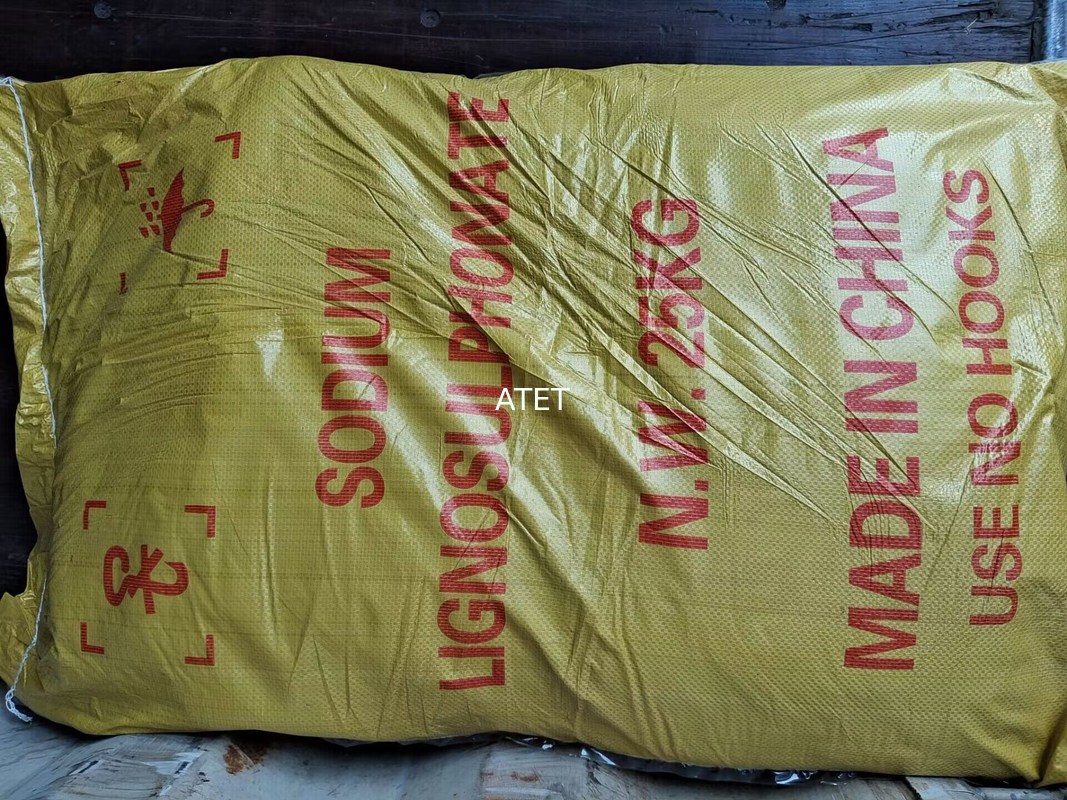 SODIUM
LIGNOSULPHONATE
N.W. 25KG
MADE IN CHINA
USE NO HOOKS
ATET